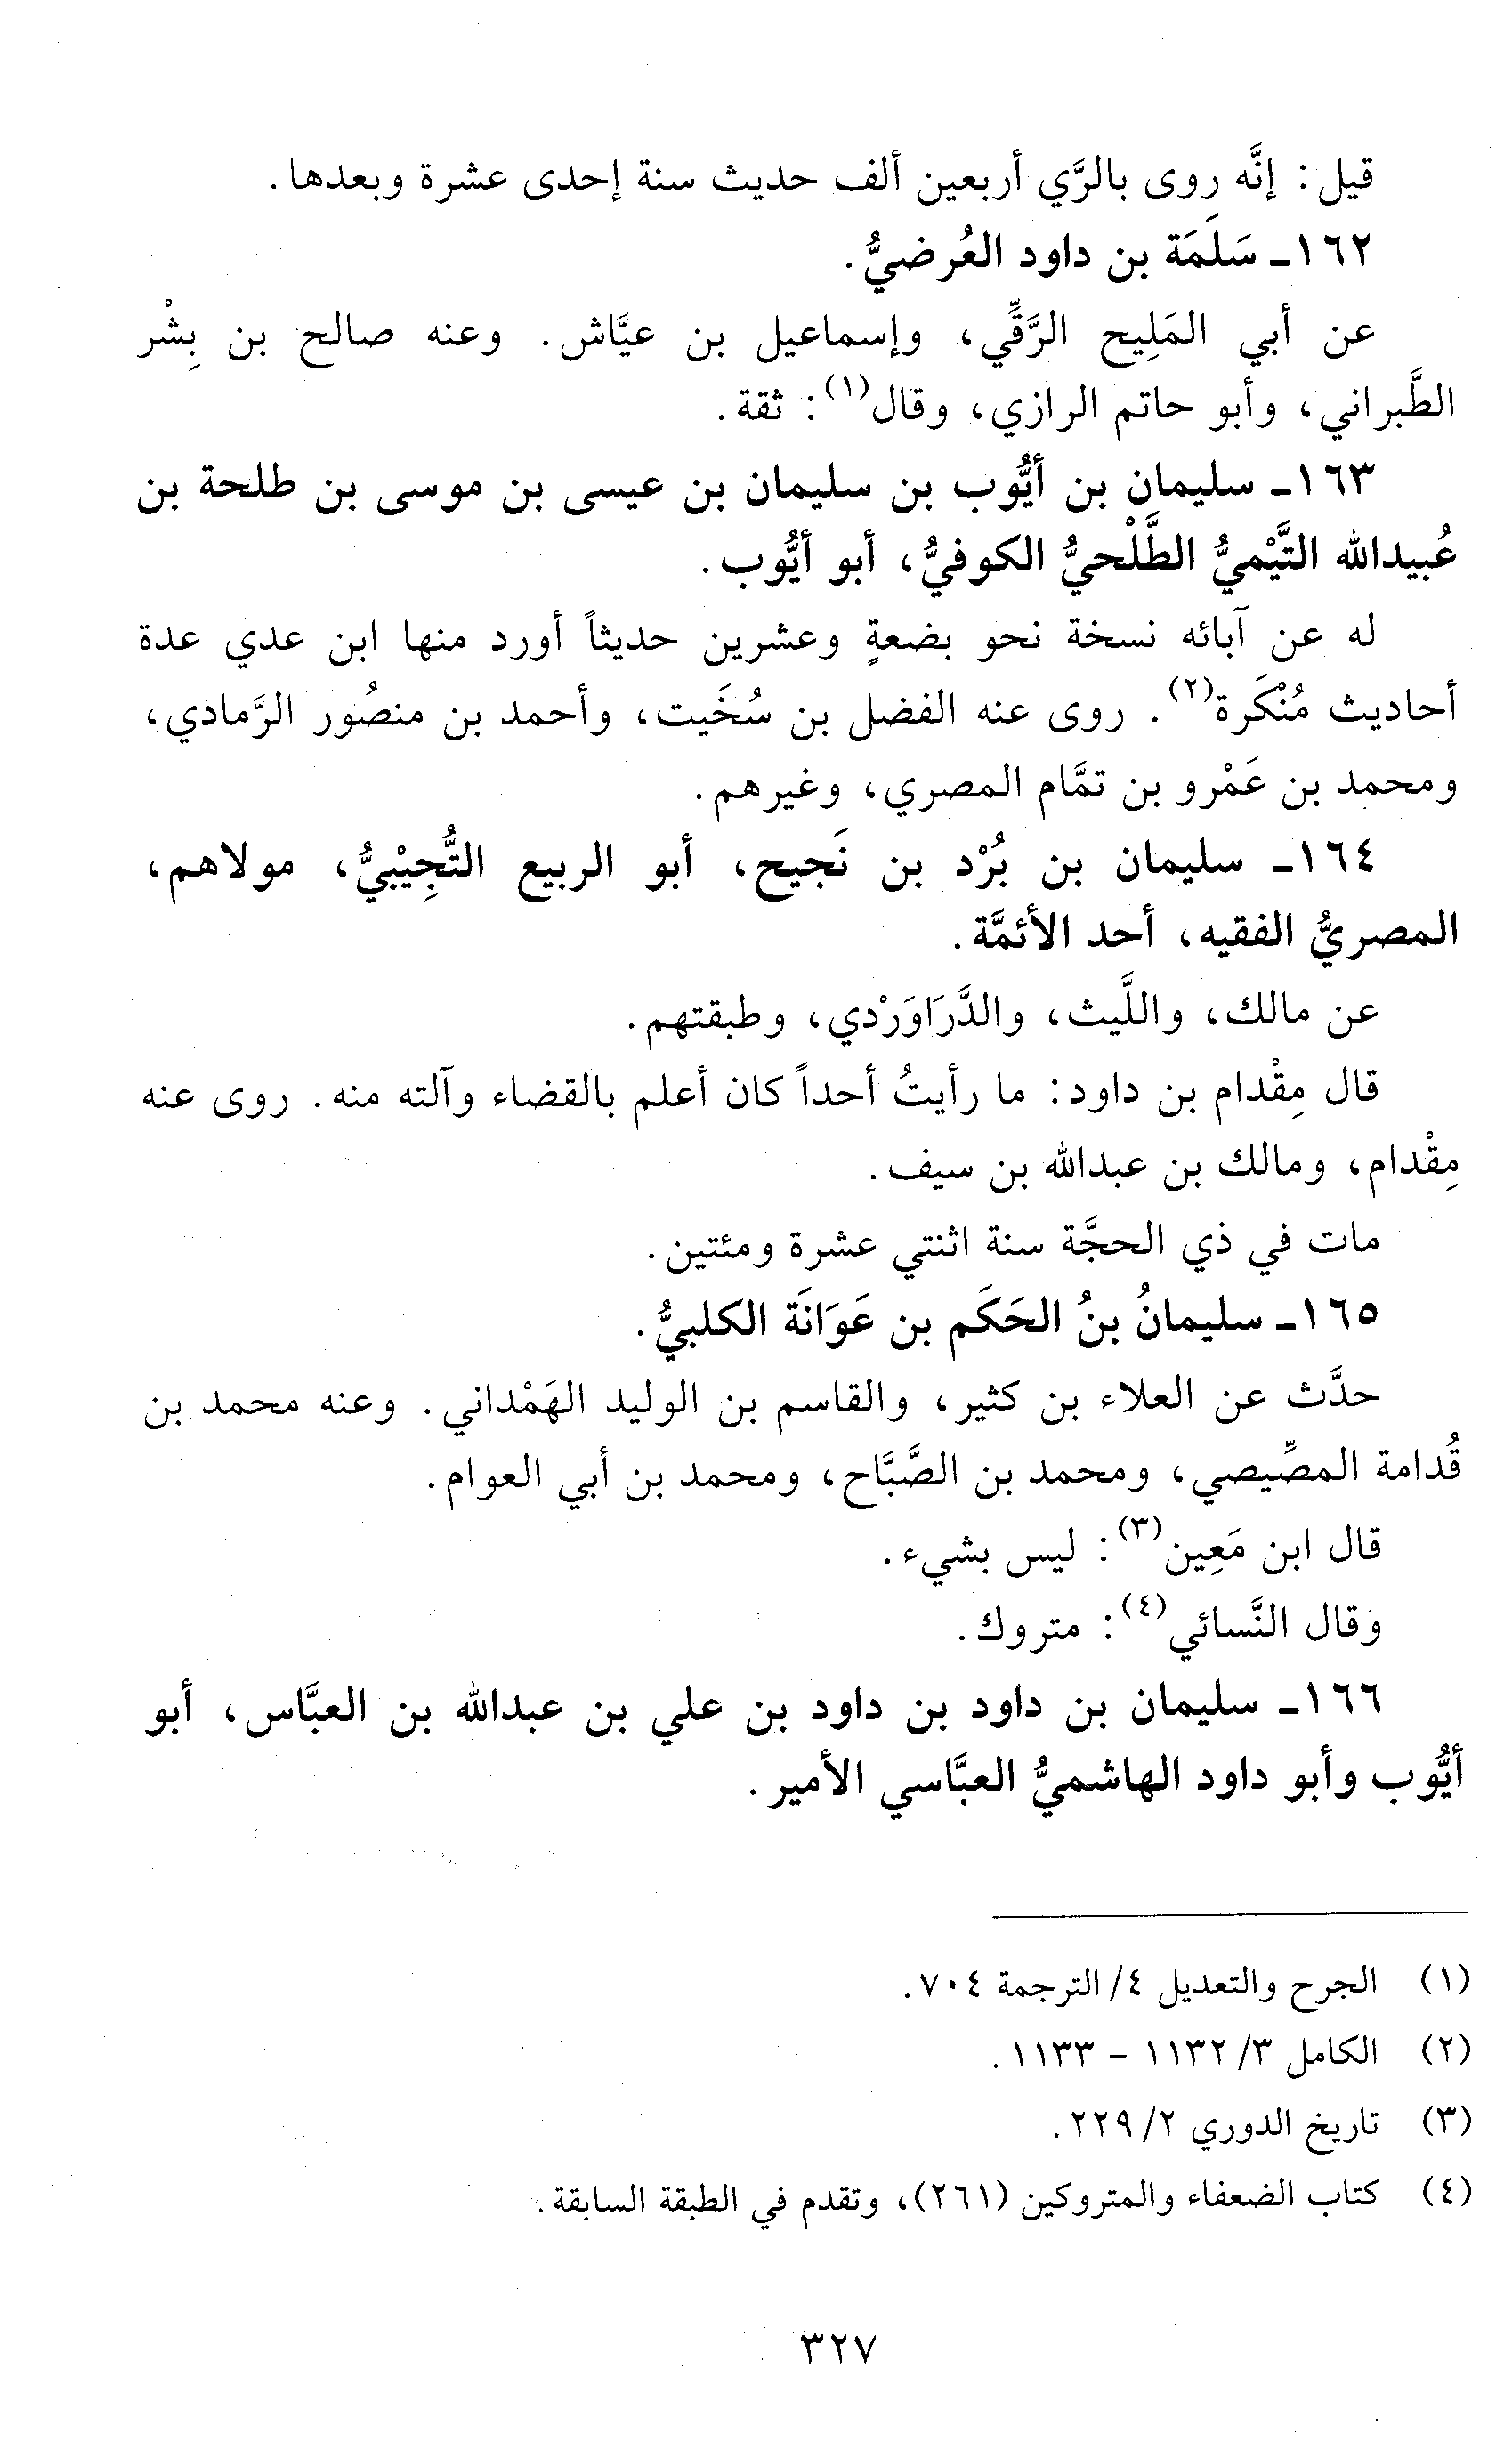 قيل: إنَّه روى بالرَّي أربعين ألف حديث سنة إحدى عشرة وبعدها.
١٦٢ـ سَلَمَة بن داود العُرضيُّ.
عن أبي المَلِيح الرَّقِّي، وإسماعيل بن عيَّاش. وعنه صالح بن بِشْر
الطَّبراني، وأبو حاتم الرازي، وقال(١): ثقة.
١٦٣ـ سليمان بن أيُّوب بن سليمان بن عيسى بن موسى بن طلحة بن
عُبيدالله التَّيْميُّ الطَّلْحيُّ الكوفيُّ، أبو أيُّوب.
له عن آبائه نسخة نحو بضعةٍ وعشرين حديثاً أورد منها ابن عدي عدة
أحاديث مُنْكَرة(٢). روى عنه الفضل بن سُخَيت، وأحمد بن منصُور الرَّمادي،
ومحمد بن عَمْرو بن تمَّام المصري، وغيرهم.
١٦٤ـ سليمان بن بُرْد بن نَجيح، أبو الربيع التُّجِيْبيُّ، مولاهم،
المصريُّ الفقيه، أحد الأئمَّة.
عن مالك، واللَّيث، والدَّرَاوَرْدي، وطبقتهم.
قال مِقْدام بن داود: ما رأيتُ أحداً كان أعلم بالقضاء وآلته منه. روى عنه
مِقْدام، ومالك بن عبدالله بن سيف.
مات في ذي الحجَّة سنة اثنتي عشرة ومئتين.
١٦٥ـ سليمانُ بنُ الحَكَم بن عَوَانَة الكلبيُّ.
حدَّث عن العلاء بن كثير، والقاسم بن الوليد الهَمْداني. وعنه محمد بن
قُدامة المصِّيصي، ومحمد بن الصَّبَّاح، ومحمد بن أبي العوام.
قال ابن مَعِين(٣): ليس بشيء.
وقال النَّسائي(٤): متروك.
١٦٦ـ سليمان بن داود بن داود بن علي بن عبدالله بن العبَّاس، أبو
أيُّوب وأبو داود الهاشميُّ العبَّاسي الأمير.
(١) الجرح والتعديل ٤/ الترجمة ٧٠٤.
(٢) الكامل ٣/ ١١٣٢ - ١١٣٣.
(٣) تاريخ الدوري ٢/ ٢٢٩.
(٤) كتاب الضعفاء والمتروكين (٢٦١)، وتقدم في الطبقة السابقة.
٣٢٧